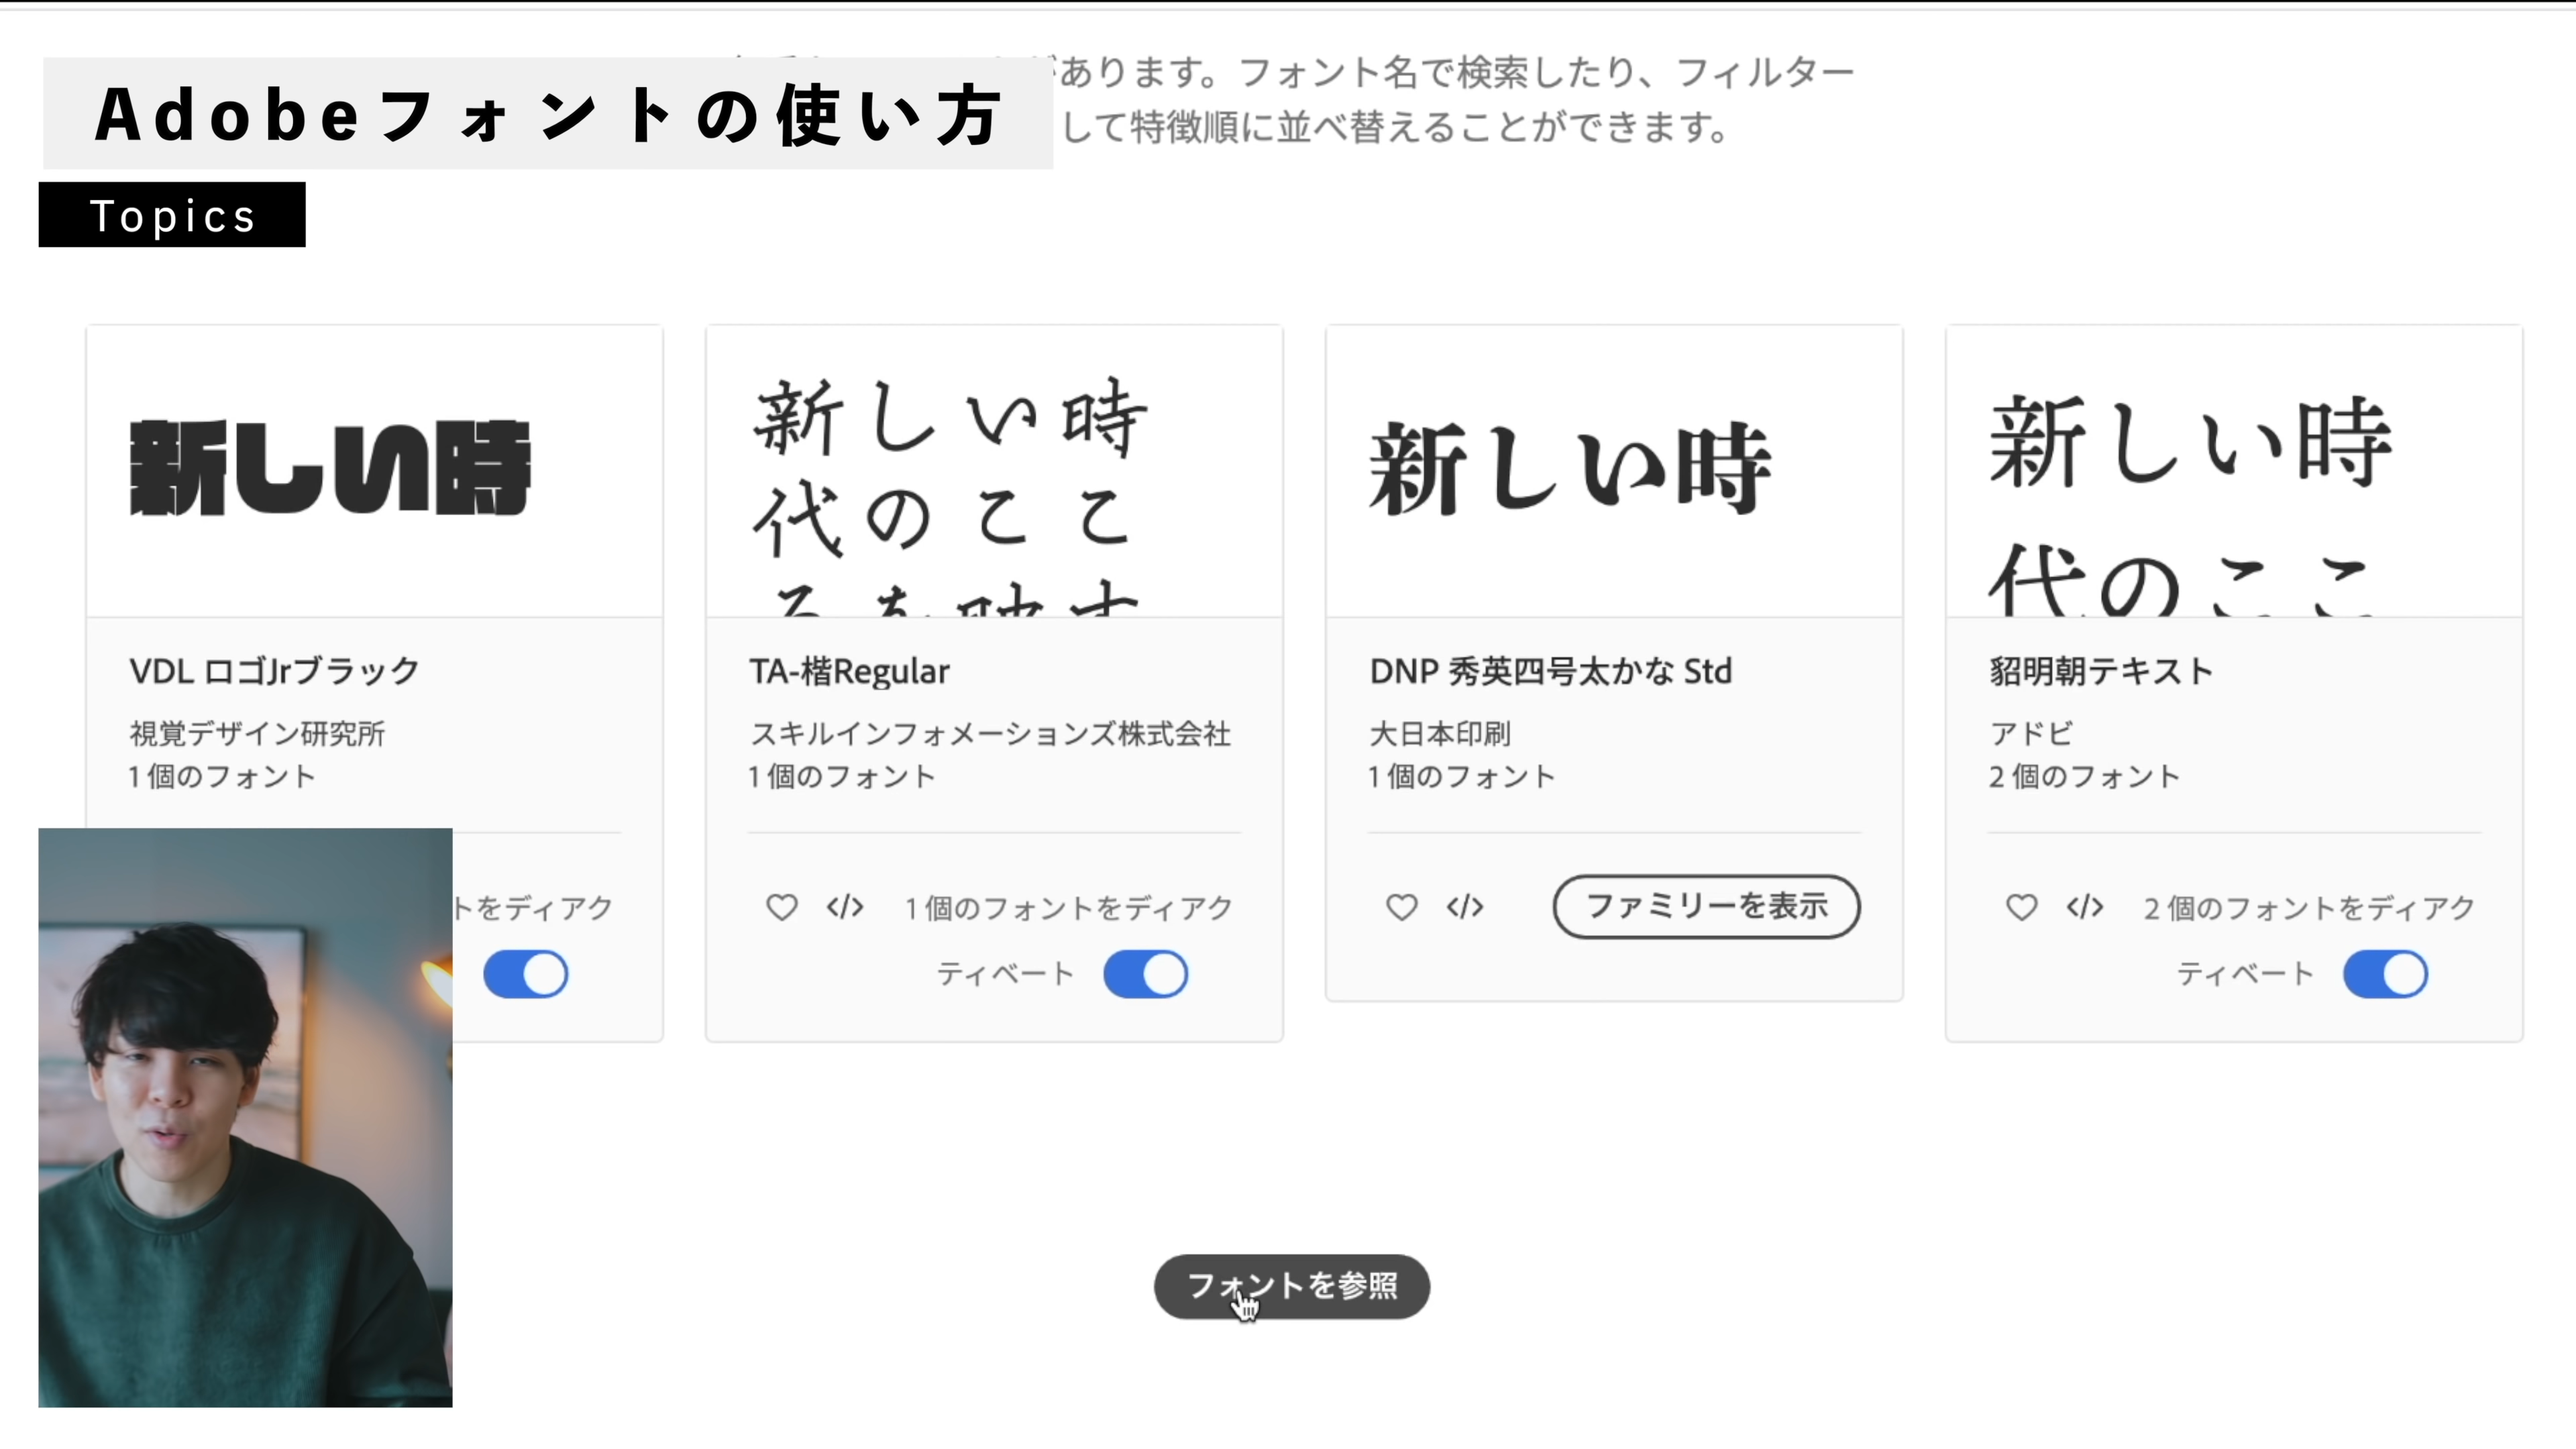 があります。フォント名で検索したり、フィルター
して特徴順に並べ替えることができます。
Adobeフォントの使い方
Topics
新しい時
VDL ロゴJrブラック
視覚デザイン研究所
1 個のフォント
トをディアク
新しい時
代のここ
TA-楷Regular
スキルインフォメーションズ株式会社
1 個のフォント
</> 1 個のフォントをディアク
ティベート
新しい時
DNP 秀英四号太かな Std
大日本印刷
1 個のフォント
</> ファミリーを表示
新しい時
代のここ
貂明朝テキスト
アドビ
2 個のフォント
</> 2 個のフォントをディアク
ティベート
フォントを参照